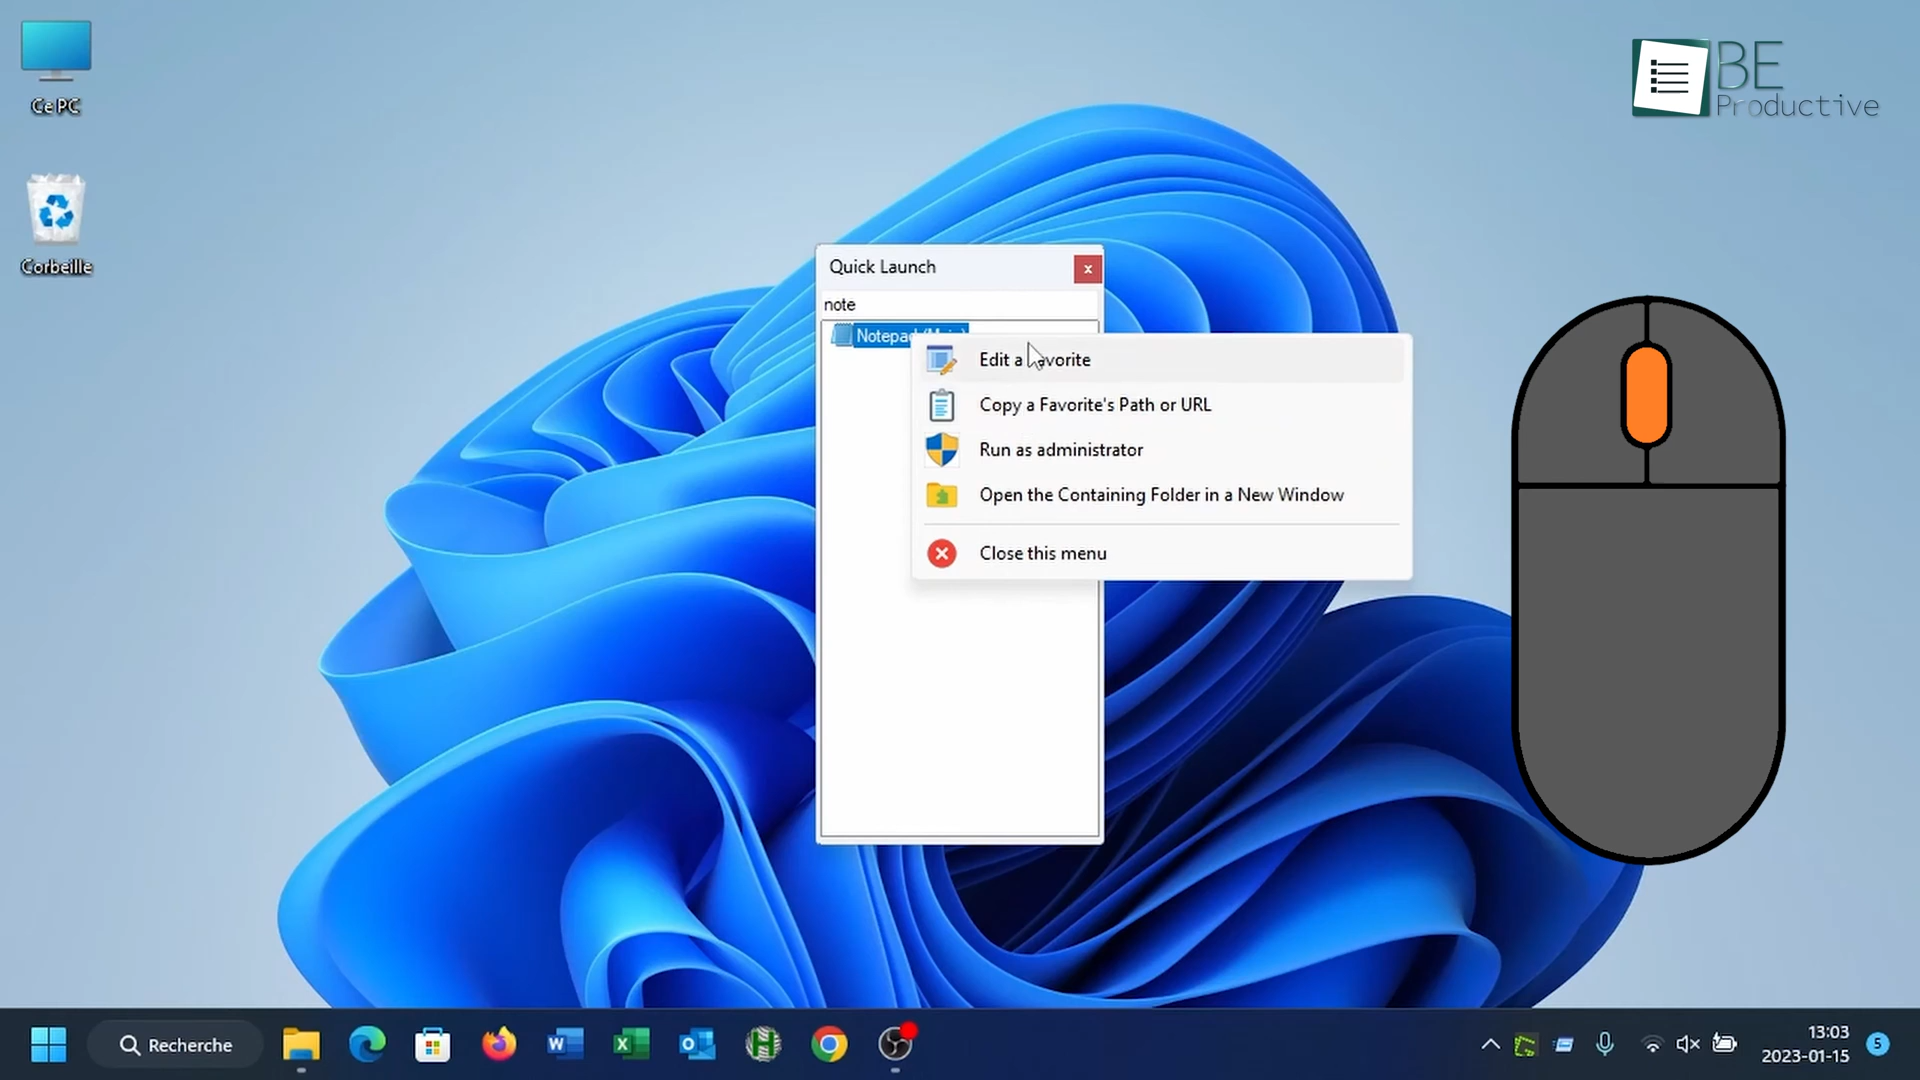 Ce PC
Corbeille
BE
Productive
Quick Launch
note
Edit a Favorite
Copy a Favorite's Path or URL
Run as administrator
Open the Containing Folder in a New Window
Close this menu
Recherche
13:03
2023-01-15
5